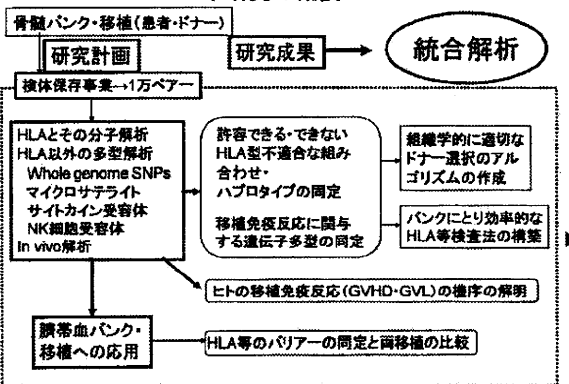 骨髄バンク・移植(患者・ドナー)
研究計画
研究成果
統合解析
検体保存事業→1万ペアー
HLAとその分子解析
HLA以外の多型解析
Whole genome SNPs
マイクロサテライト
サイトカイン受容体
NK細胞受容体
In vivo解析
許容できる・できない
HLA型不適合な組み
合わせ・
ハプロタイプの同定
移植免疫反応に関与
する遺伝子多型の同定
組織学的に適切な
ドナー選択のアル
ゴリズムの作成
バンクにとり効率的な
HLA等検査法の構築
ヒトの移植免疫反応(GVHD・GVL)の機序の解明
臍帯血バンク・
移植への応用
HLA等のバリアーの同定と両移植の比較